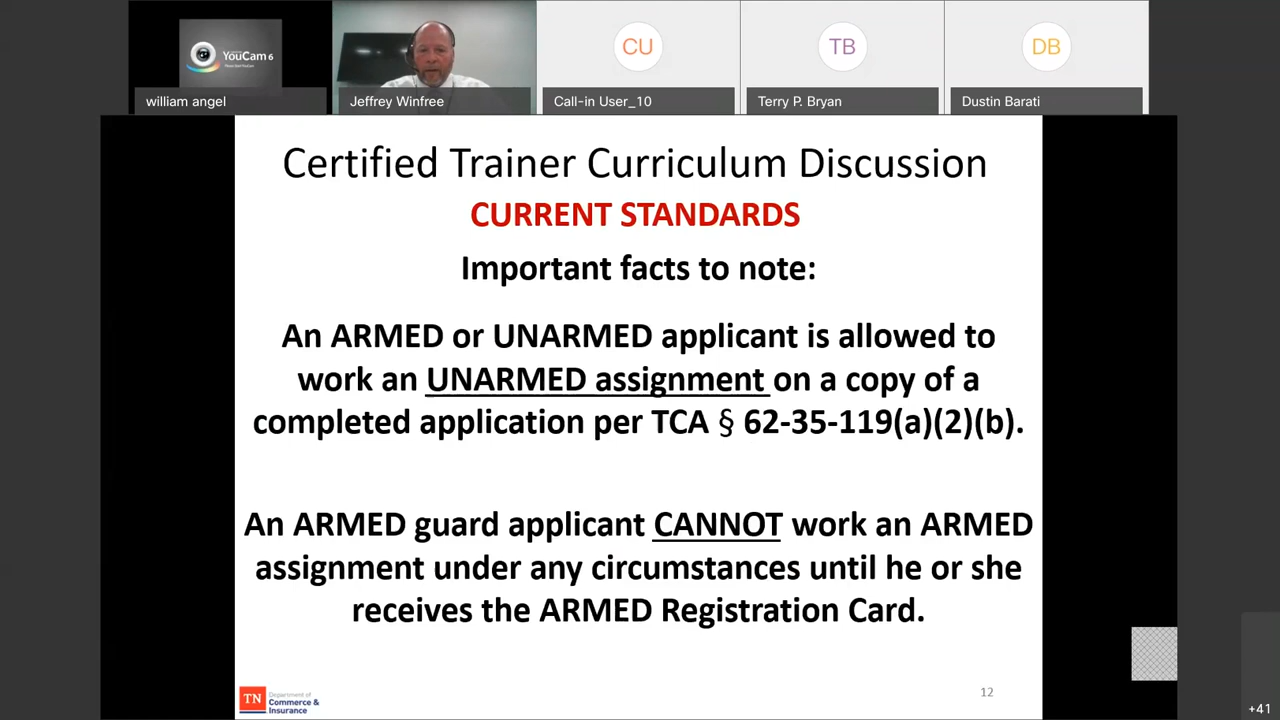 YouCam 6
CU
TB
DB
william angel
Jeffrey Winfree
Call-in User_10
Terry P. Bryan
Dustin Barati
Certified Trainer Curriculum Discussion
CURRENT STANDARDS
Important facts to note:
An ARMED or UNARMED applicant is allowed to
work an UNARMED assignment on a copy of a
completed application per TCA § 62-35-119(a)(2)(b).
An ARMED guard applicant CANNOT work an ARMED
assignment under any circumstances until he or she
receives the ARMED Registration Card.
TN
Department of
Commerce &
Insurance
12
+41